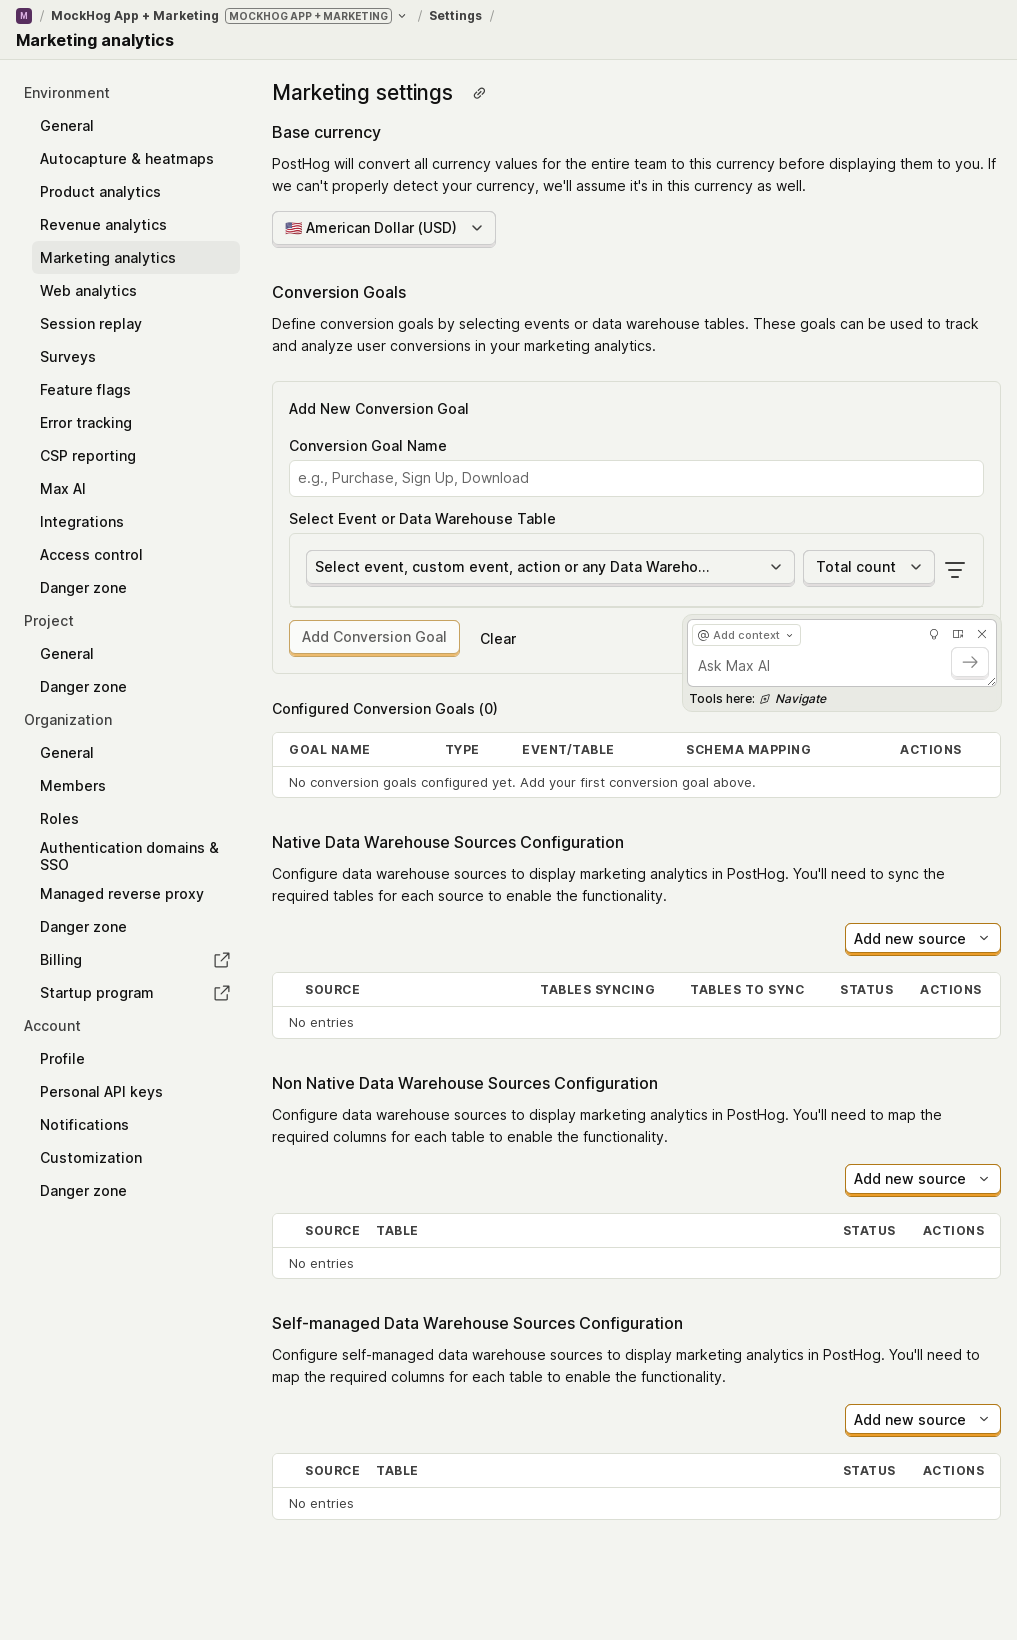 M / MockHog App + Marketing MOCKHOG APP + MARKETING / Settings /
Marketing analytics
Environment
General
Autocapture & heatmaps
Product analytics
Revenue analytics
Marketing analytics
Web analytics
Session replay
Surveys
Feature flags
Error tracking
CSP reporting
Max AI
Integrations
Access control
Danger zone
Project
General
Danger zone
Organization
General
Members
Roles
Authentication domains &
SSO
Managed reverse proxy
Danger zone
Billing
Startup program
Account
Profile
Personal API keys
Notifications
Customization
Danger zone
Marketing settings
Base currency
PostHog will convert all currency values for the entire team to this currency before displaying them to you. If
we can't properly detect your currency, we'll assume it's in this currency as well.
🇺🇸 American Dollar (USD)
Conversion Goals
Define conversion goals by selecting events or data warehouse tables. These goals can be used to track
and analyze user conversions in your marketing analytics.
Add New Conversion Goal
Conversion Goal Name
e.g., Purchase, Sign Up, Download
Select Event or Data Warehouse Table
Select event, custom event, action or any Data Wareho... Total count
Add Conversion Goal Clear
@ Add context
Ask Max AI
Tools here: Navigate
Configured Conversion Goals (0)
GOAL NAME TYPE EVENT/TABLE SCHEMA MAPPING ACTIONS
No conversion goals configured yet. Add your first conversion goal above.
Native Data Warehouse Sources Configuration
Configure data warehouse sources to display marketing analytics in PostHog. You'll need to sync the
required tables for each source to enable the functionality.
Add new source
SOURCE TABLES SYNCING TABLES TO SYNC STATUS ACTIONS
No entries
Non Native Data Warehouse Sources Configuration
Configure data warehouse sources to display marketing analytics in PostHog. You'll need to map the
required columns for each table to enable the functionality.
Add new source
SOURCE TABLE STATUS ACTIONS
No entries
Self-managed Data Warehouse Sources Configuration
Configure self-managed data warehouse sources to display marketing analytics in PostHog. You'll need to
map the required columns for each table to enable the functionality.
Add new source
SOURCE TABLE STATUS ACTIONS
No entries